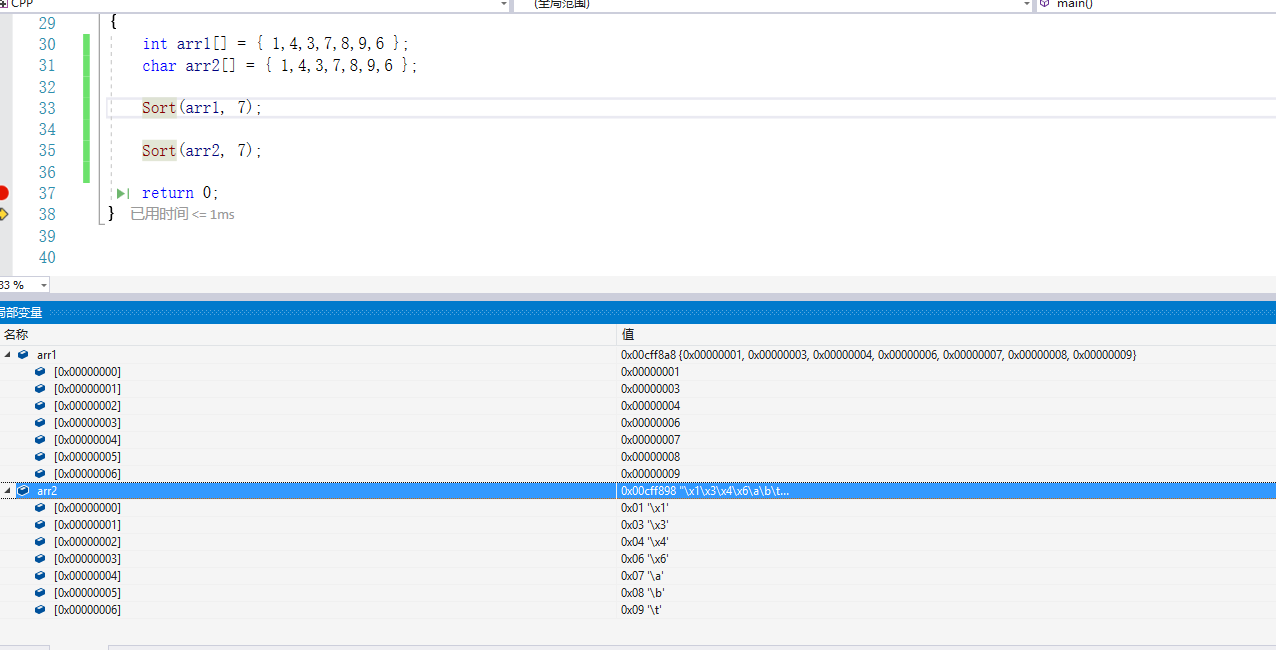 CPP (全局范围) main()
29 {
30 int arr1[] = { 1,4,3,7,8,9,6 };
31 char arr2[] = { 1,4,3,7,8,9,6 };
32
33 Sort(arr1, 7);
34
35 Sort(arr2, 7);
36
37 return 0;
38 } 已用时间 <= 1ms
39
40
83 %
局部变量
名称 值
arr1 0x00cff8a8 {0x00000001, 0x00000003, 0x00000004, 0x00000006, 0x00000007, 0x00000008, 0x00000009}
[0x00000000] 0x00000001
[0x00000001] 0x00000003
[0x00000002] 0x00000004
[0x00000003] 0x00000006
[0x00000004] 0x00000007
[0x00000005] 0x00000008
[0x00000006] 0x00000009
arr2 0x00cff898 "\x1\x3\x4\x6\a\b\t...
[0x00000000] 0x01 '\x1'
[0x00000001] 0x03 '\x3'
[0x00000002] 0x04 '\x4'
[0x00000003] 0x06 '\x6'
[0x00000004] 0x07 '\a'
[0x00000005] 0x08 '\b'
[0x00000006] 0x09 '\t'